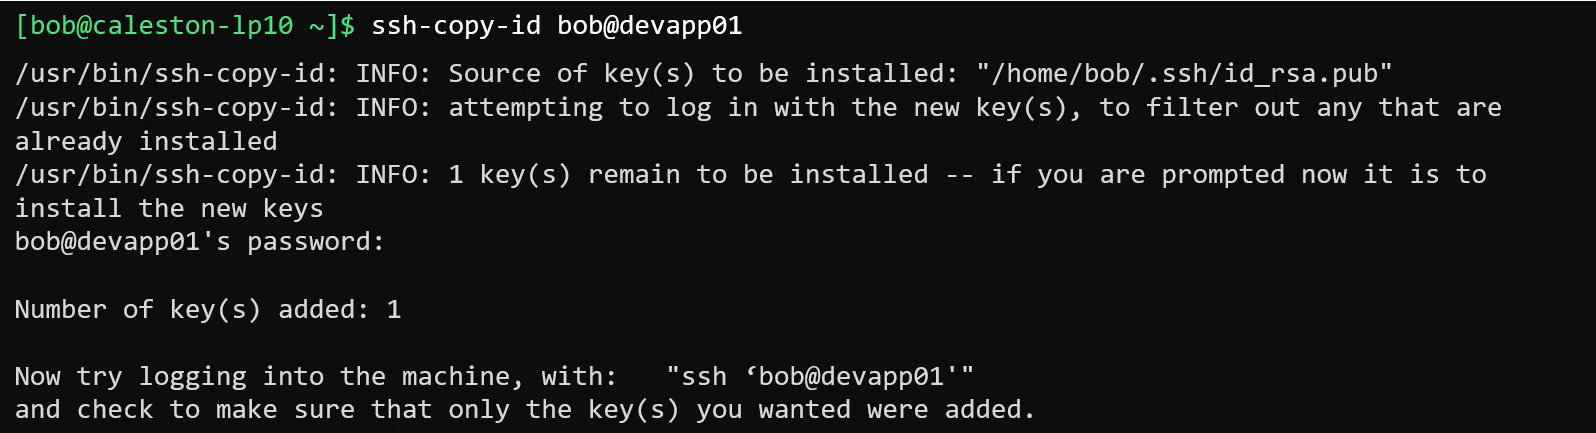 [bob@caleston-lp10 ~]$ ssh-copy-id bob@devapp01
/usr/bin/ssh-copy-id: INFO: Source of key(s) to be installed: "/home/bob/.ssh/id_rsa.pub"
/usr/bin/ssh-copy-id: INFO: attempting to log in with the new key(s), to filter out any that are
already installed
/usr/bin/ssh-copy-id: INFO: 1 key(s) remain to be installed -- if you are prompted now it is to
install the new keys
bob@devapp01's password:
Number of key(s) added: 1
Now try logging into the machine, with:   "ssh ‘bob@devapp01'"
and check to make sure that only the key(s) you wanted were added.